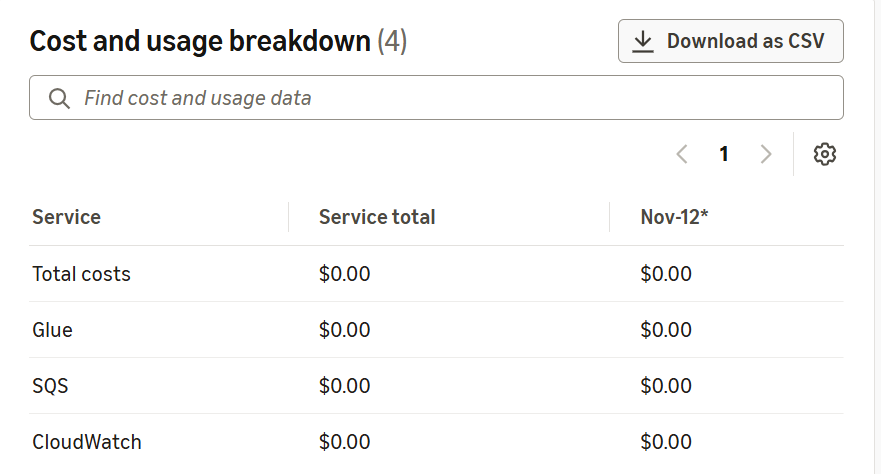 Cost and usage breakdown (4)
Download as CSV
Find cost and usage data
1
Service Service total Nov-12*
Total costs $0.00 $0.00
Glue $0.00 $0.00
SQS $0.00 $0.00
CloudWatch $0.00 $0.00